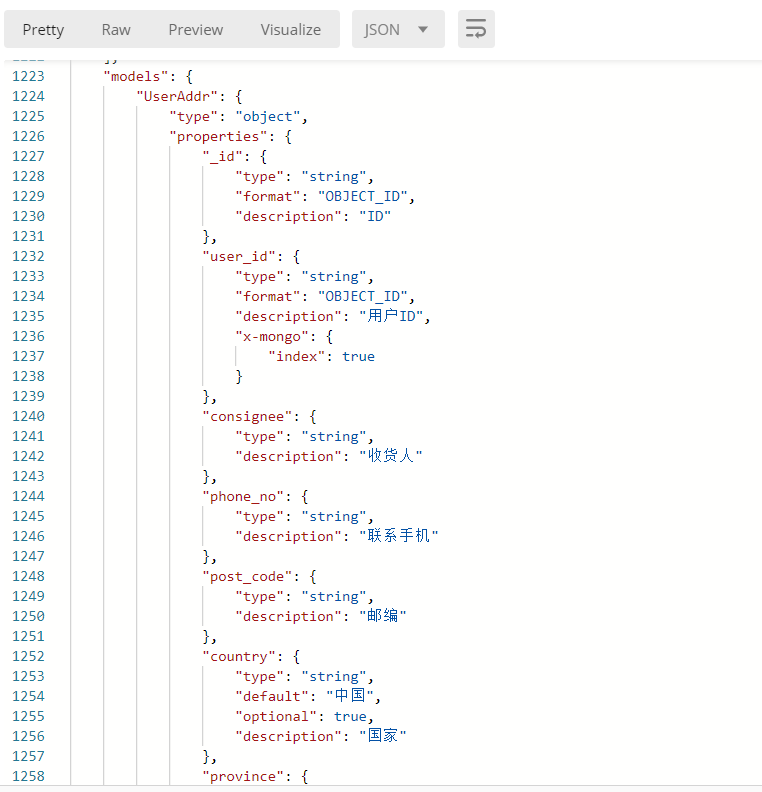 Pretty Raw Preview Visualize JSON
1222 ],
1223 "models": {
1224 "UserAddr": {
1225 "type": "object",
1226 "properties": {
1227 "_id": {
1228 "type": "string",
1229 "format": "OBJECT_ID",
1230 "description": "ID"
1231 },
1232 "user_id": {
1233 "type": "string",
1234 "format": "OBJECT_ID",
1235 "description": "用户ID",
1236 "x-mongo": {
1237 "index": true
1238 }
1239 },
1240 "consignee": {
1241 "type": "string",
1242 "description": "收货人"
1243 },
1244 "phone_no": {
1245 "type": "string",
1246 "description": "联系手机"
1247 },
1248 "post_code": {
1249 "type": "string",
1250 "description": "邮编"
1251 },
1252 "country": {
1253 "type": "string",
1254 "default": "中国",
1255 "optional": true,
1256 "description": "国家"
1257 },
1258 "province": {